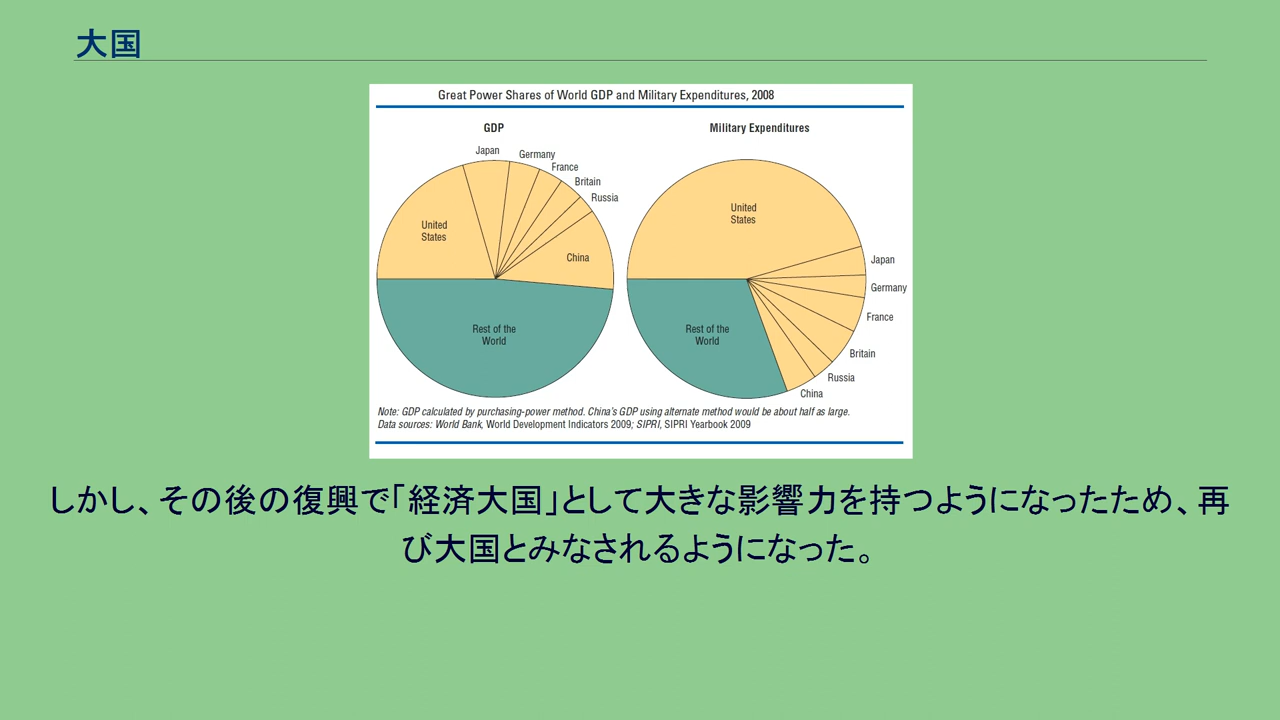 大国
Great Power Shares of World GDP and Military Expenditures, 2008
GDP
Japan
Germany
France
Britain
Russia
United
States
China
Rest of the
World
Military Expenditures
United
States
Japan
Germany
France
Britain
Russia
China
Rest of the
World
Note: GDP calculated by purchasing-power method. China's GDP using alternate method would be about half as large.
Data sources: World Bank, World Development Indicators 2009; SIPRI, SIPRI Yearbook 2009
しかし、その後の復興で「経済大国」として大きな影響力を持つようになったため、再
び大国とみなされるようになった。